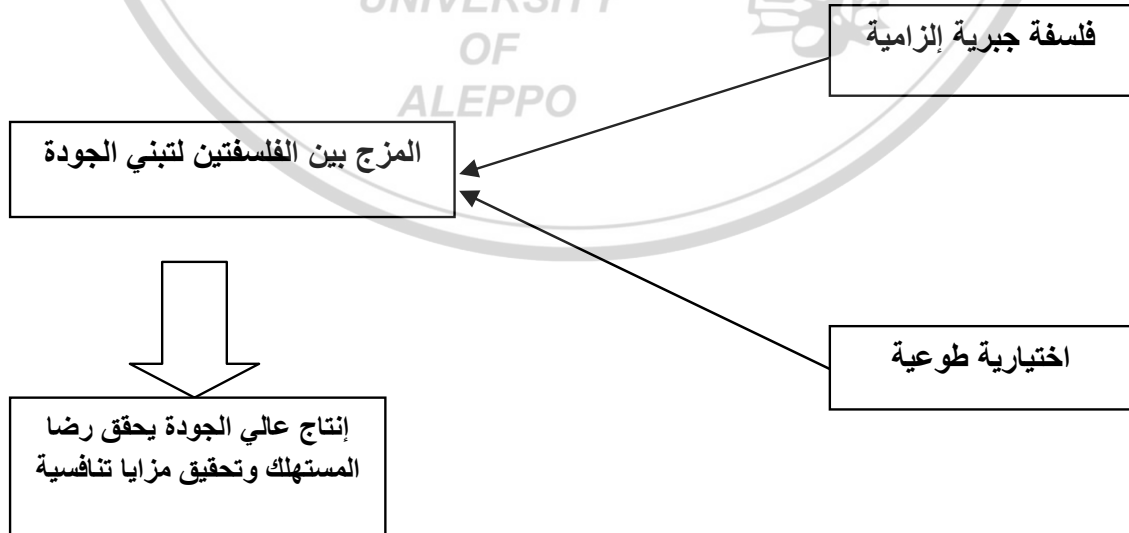 UNIVERSITY
OF
ALEPPO
فلسفة جبرية إلزامية
المزج بين الفلسفتين لتبني الجودة
اختيارية طوعية
إنتاج عالي الجودة يحقق رضا
المستهلك وتحقيق مزايا تنافسية